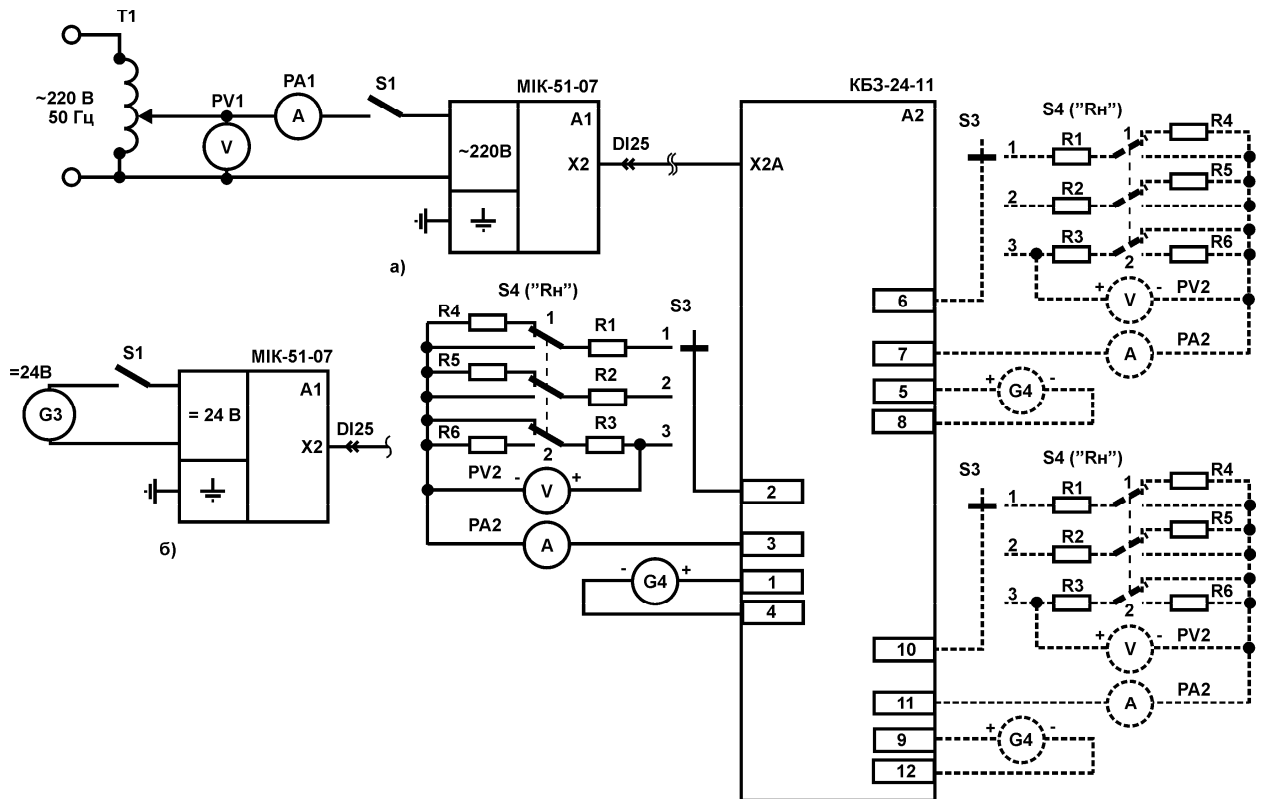 T1
~220 В
50 Гц
PV1
V
PA1
A
S1
МІК-51-07
A1
~220В
X2
DI25
а)
КБЗ-24-11
A2
X2A
S3
S4 ("Rн")
1
2
3
R1
R2
R3
1
2
R4
R5
R6
+
V
-
PV2
A
PA2
6
7
5
8
+
G4
-
=24В
G3
S1
МІК-51-07
A1
= 24 В
X2
DI25
б)
S4 ("Rн")
S3
R4
R5
R6
1
2
R1
R2
R3
1
2
3
PV2
-
V
+
PA2
A
-
G4
+
2
3
1
4
S3
S4 ("Rн")
1
2
3
R1
R2
R3
1
2
R4
R5
R6
+
V
-
PV2
A
PA2
10
11
9
12
+
G4
-